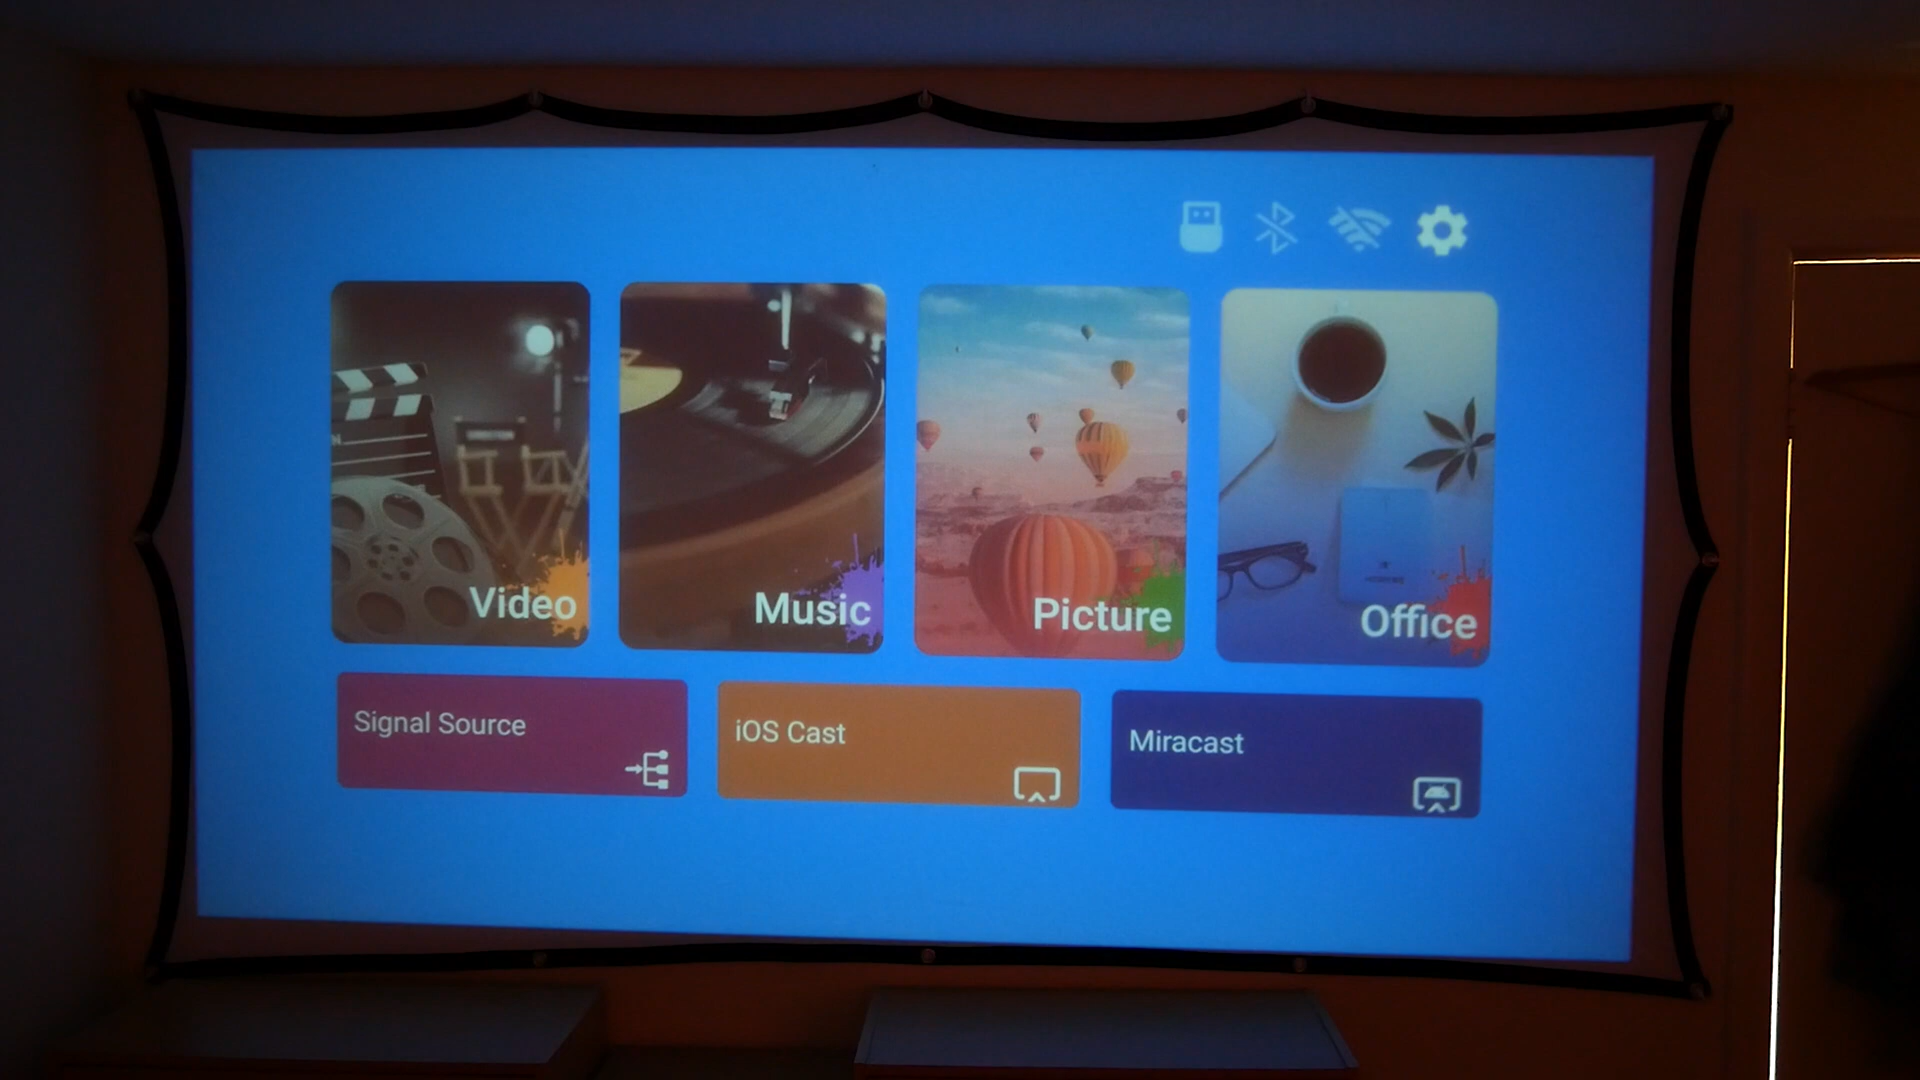 Video
Music
Picture
Office
Signal Source
iOS Cast
Miracast